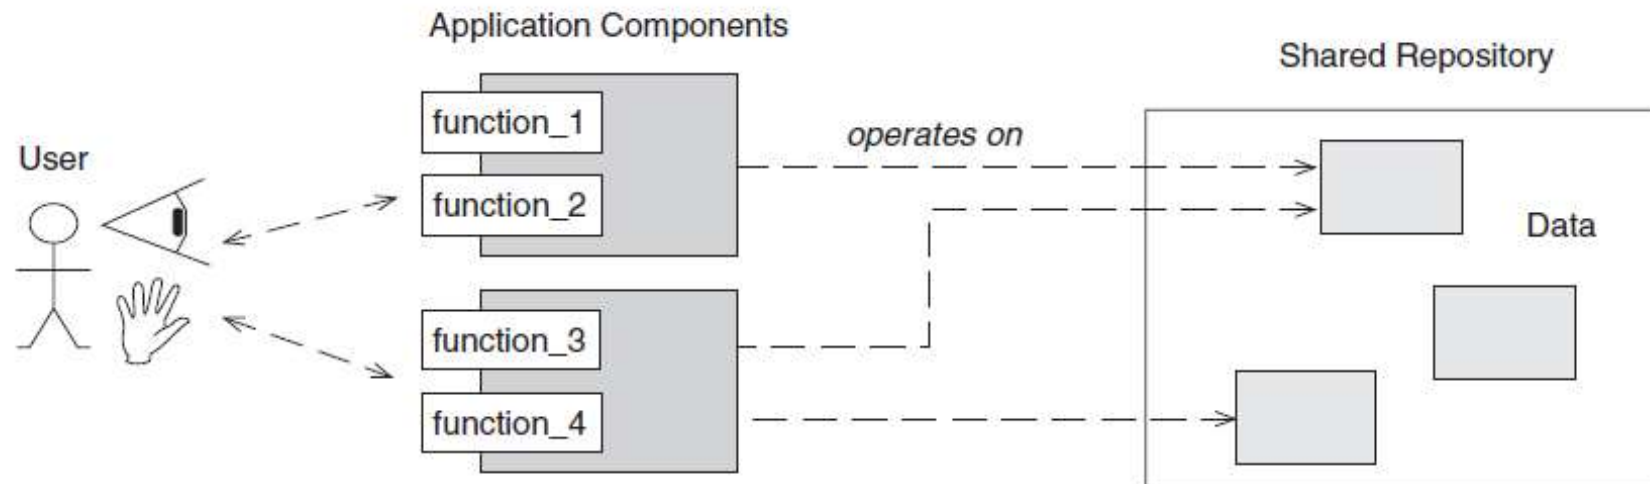 Application Components
Shared Repository
User
function_1
function_2
operates on
Data
function_3
function_4